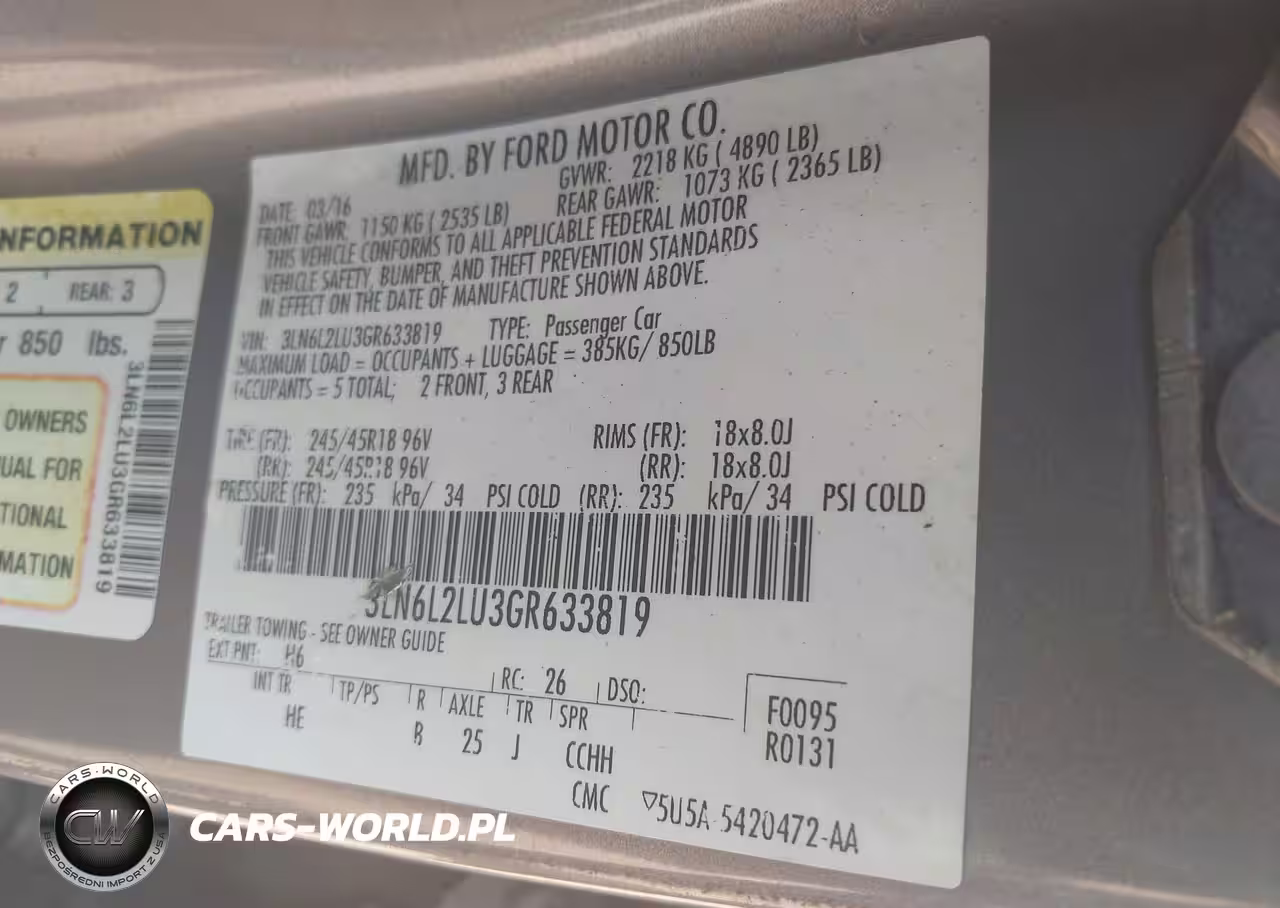 NFORMATION
2 REAR: 3
r 850 lbs.
OWNERS
UAL FOR
TIONAL
MATION
3LN6L2LU3GR633819
MFD. BY FORD MOTOR CO.
DATE: 03/16 GVWR: 2218 KG ( 4890 LB)
FRONT GAWR: 1150 KG ( 2535 LB) REAR GAWR: 1073 KG ( 2365 LB)
THIS VEHICLE CONFORMS TO ALL APPLICABLE FEDERAL MOTOR
VEHICLE SAFETY, BUMPER, AND THEFT PREVENTION STANDARDS
IN EFFECT ON THE DATE OF MANUFACTURE SHOWN ABOVE.
VIN: 3LN6L2LU3GR633819 TYPE: Passenger Car
MAXIMUM LOAD = OCCUPANTS + LUGGAGE = 385KG/ 850LB
OCCUPANTS = 5 TOTAL; 2 FRONT, 3 REAR
TIRE (FR): 245/45R18 96V RIMS (FR): 18x8.0J
(RR): 245/45R18 96V (RR): 18x8.0J
PRESSURE (FR): 235 kPa/ 34 PSI COLD (RR): 235 kPa/ 34 PSI COLD
3LN6L2LU3GR633819
TRAILER TOWING - SEE OWNER GUIDE
EXT PNT: H6 RC: 26 DSO:
INT TR TP/PS R AXLE TR SPR
HE B 25 J CCHH
CMC
F0095
R0131
▽5U5A-5420472-AA
CARS-WORLD
CW
BEZPOŚREDNI IMPORT Z USA
CARS-WORLD.PL